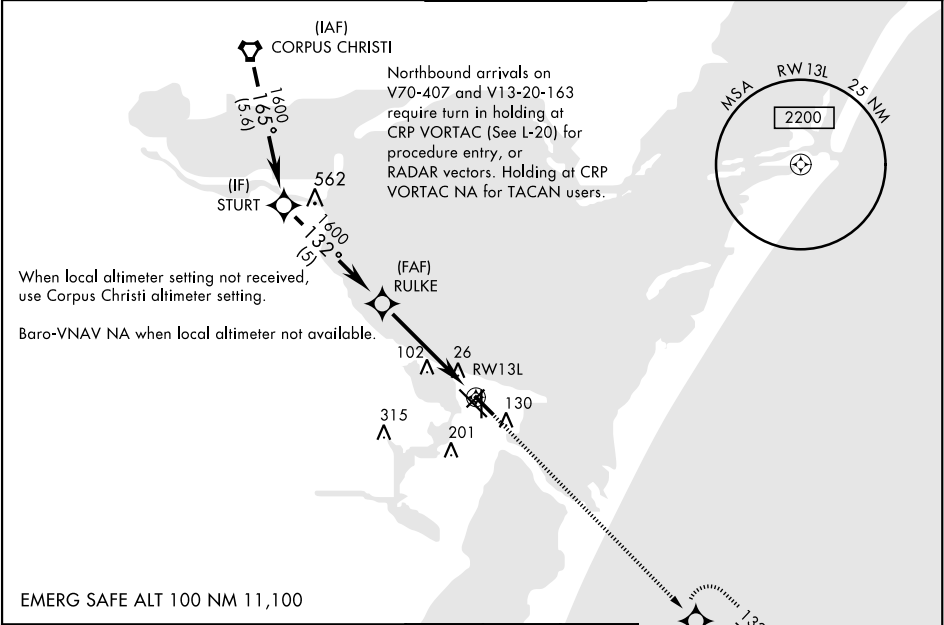 (IAF)
CORPUS CHRISTI
1600
165°
(5.6)
Northbound arrivals on
V70-407 and V13-20-163
require turn in holding at
CRP VORTAC (See L-20) for
procedure entry, or
RADAR vectors. Holding at CRP
VORTAC NA for TACAN users.
MSA RW 13L 25 NM
2200
(IF)
STURT
562
1600
132°
(5)
(FAF)
RULKE
When local altimeter setting not received,
use Corpus Christi altimeter setting.
Baro-VNAV NA when local altimeter not available.
102
26
RW13L
130
315
201
EMERG SAFE ALT 100 NM 11,100